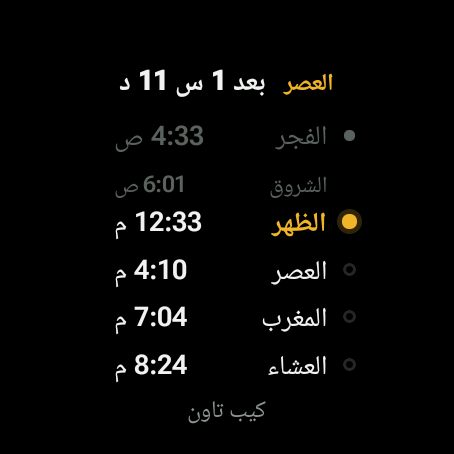 العصر بعد 1 س 11 د
الفجر 4:33 ص
الشروق 6:01 ص
الظهر 12:33 م
العصر 4:10 م
المغرب 7:04 م
العشاء 8:24 م
كيب تاون